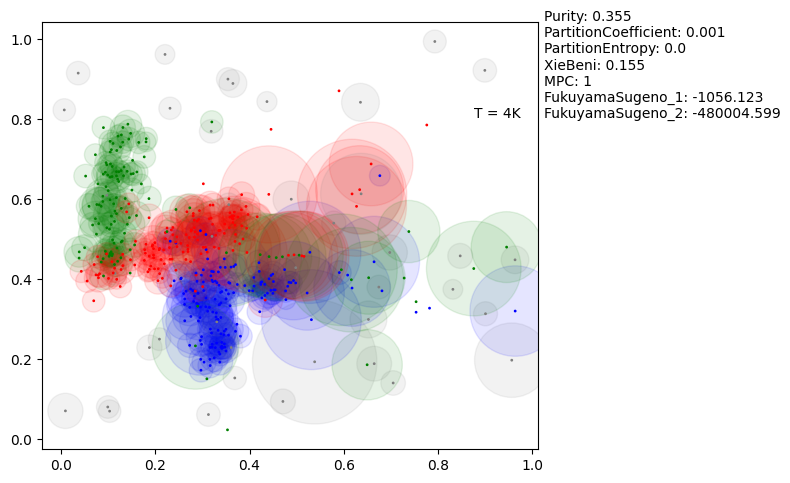 Purity: 0.355
PartitionCoefficient: 0.001
PartitionEntropy: 0.0
XieBeni: 0.155
MPC: 1
FukuyamaSugeno_1: -1056.123
FukuyamaSugeno_2: -480004.599
T = 4K
1.0
0.8
0.6
0.4
0.2
0.0
0.0 0.2 0.4 0.6 0.8 1.0